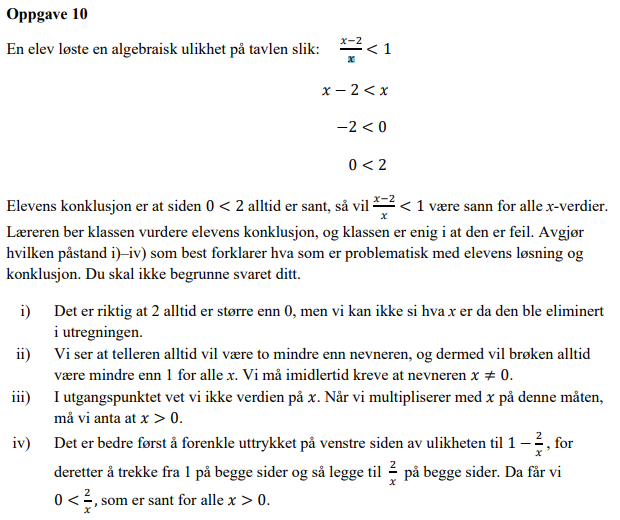 Oppgave 10
En elev løste en algebraisk ulikhet på tavlen slik: (x−2)/x < 1
x − 2 < x
−2 < 0
0 < 2
Elevens konklusjon er at siden 0 < 2 alltid er sant, så vil (x−2)/x < 1 være sann for alle x-verdier.
Læreren ber klassen vurdere elevens konklusjon, og klassen er enig i at den er feil. Avgjør
hvilken påstand i)–iv) som best forklarer hva som er problematisk med elevens løsning og
konklusjon. Du skal ikke begrunne svaret ditt.
i) Det er riktig at 2 alltid er større enn 0, men vi kan ikke si hva x er da den ble eliminert
i utregningen.
ii) Vi ser at telleren alltid vil være to mindre enn nevneren, og dermed vil brøken alltid
være mindre enn 1 for alle x. Vi må imidlertid kreve at nevneren x ≠ 0.
iii) I utgangspunktet vet vi ikke verdien på x. Når vi multipliserer med x på denne måten,
må vi anta at x > 0.
iv) Det er bedre først å forenkle uttrykket på venstre siden av ulikheten til 1 − 2/x, for
deretter å trekke fra 1 på begge sider og så legge til 2/x på begge sider. Da får vi
0 < 2/x, som er sant for alle x > 0.